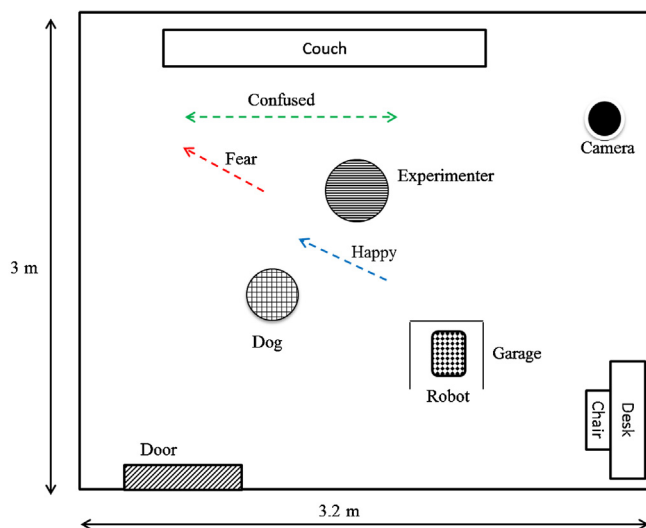 Couch
Confused
Camera
Fear
Experimenter
Happy
3 m
Dog
Garage
Robot
Chair
Desk
Door
3.2 m